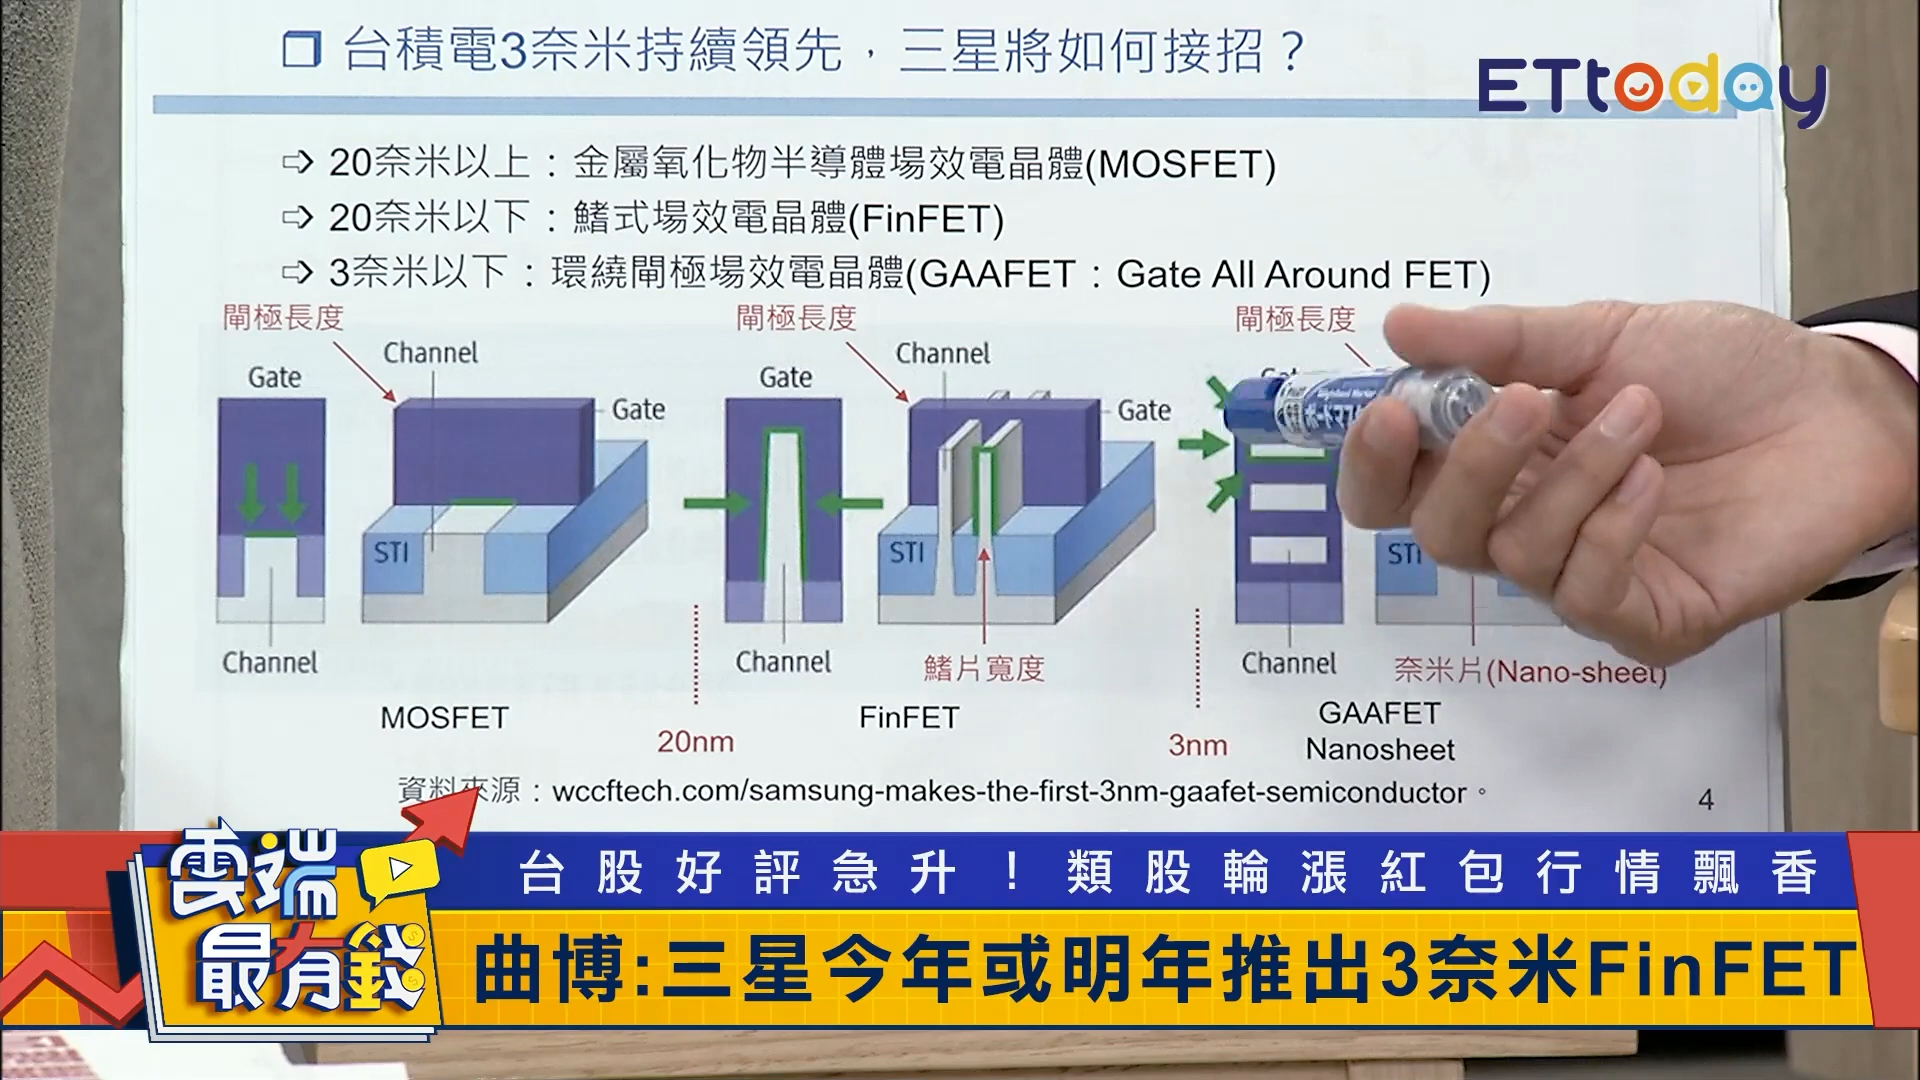 台積電3奈米持續領先，三星將如何接招？
ETtoday
⇨ 20奈米以上：金屬氧化物半導體場效電晶體(MOSFET)
⇨ 20奈米以下：鰭式場效電晶體(FinFET)
⇨ 3奈米以下：環繞閘極場效電晶體(GAAFET：Gate All Around FET)
閘極長度
閘極長度
閘極長度
Channel
Channel
Gate
Gate
Gate
Gate
STI
STI
STI
Channel
Channel
鰭片寬度
Channel
奈米片(Nano-sheet)
MOSFET
FinFET
GAAFET
Nanosheet
20nm
3nm
資料來源：wccftech.com/samsung-makes-the-first-3nm-gaafet-semiconductor。
4
雲端
最有錢
台股好評急升！類股輪漲紅包行情飄香
曲博:三星今年或明年推出3奈米FinFET